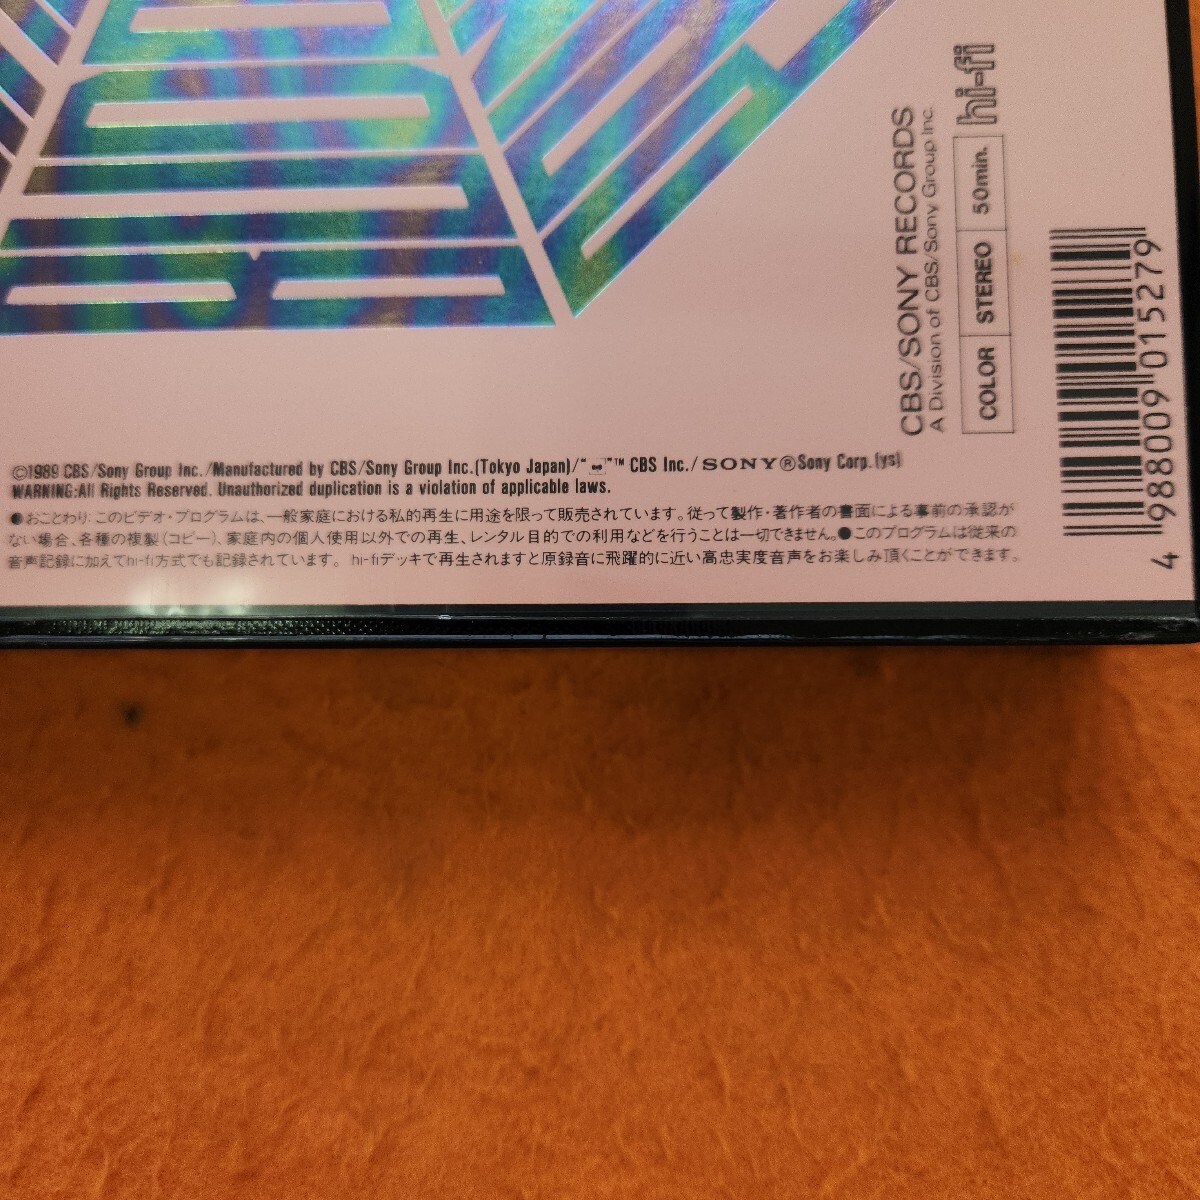 ©1989 CBS/Sony Group Inc./Manufactured by CBS/Sony Group Inc.(Tokyo Japan)/“ ”™ CBS Inc./SONY®Sony Corp.(ys)
WARNING:All Rights Reserved. Unauthorized duplication is a violation of applicable laws.
●おことわり:このビデオ・プログラムは、一般家庭における私的再生に用途を限って販売されています。従って製作・著作者の書面による事前の承認が
ない場合、各種の複製(コピー)、家庭内の個人使用以外での再生、レンタル目的での利用などを行うことは一切できません。●このプログラムは従来の
音声記録に加えてhi-fi方式でも記録されています。 hi-fiデッキで再生されますと原録音に飛躍的に近い高忠実度音声をお楽しみ頂くことができます。
CBS/SONY RECORDS
A Division of CBS/Sony Group Inc.
COLOR STEREO 50min. hi-fi
4 988009 015279